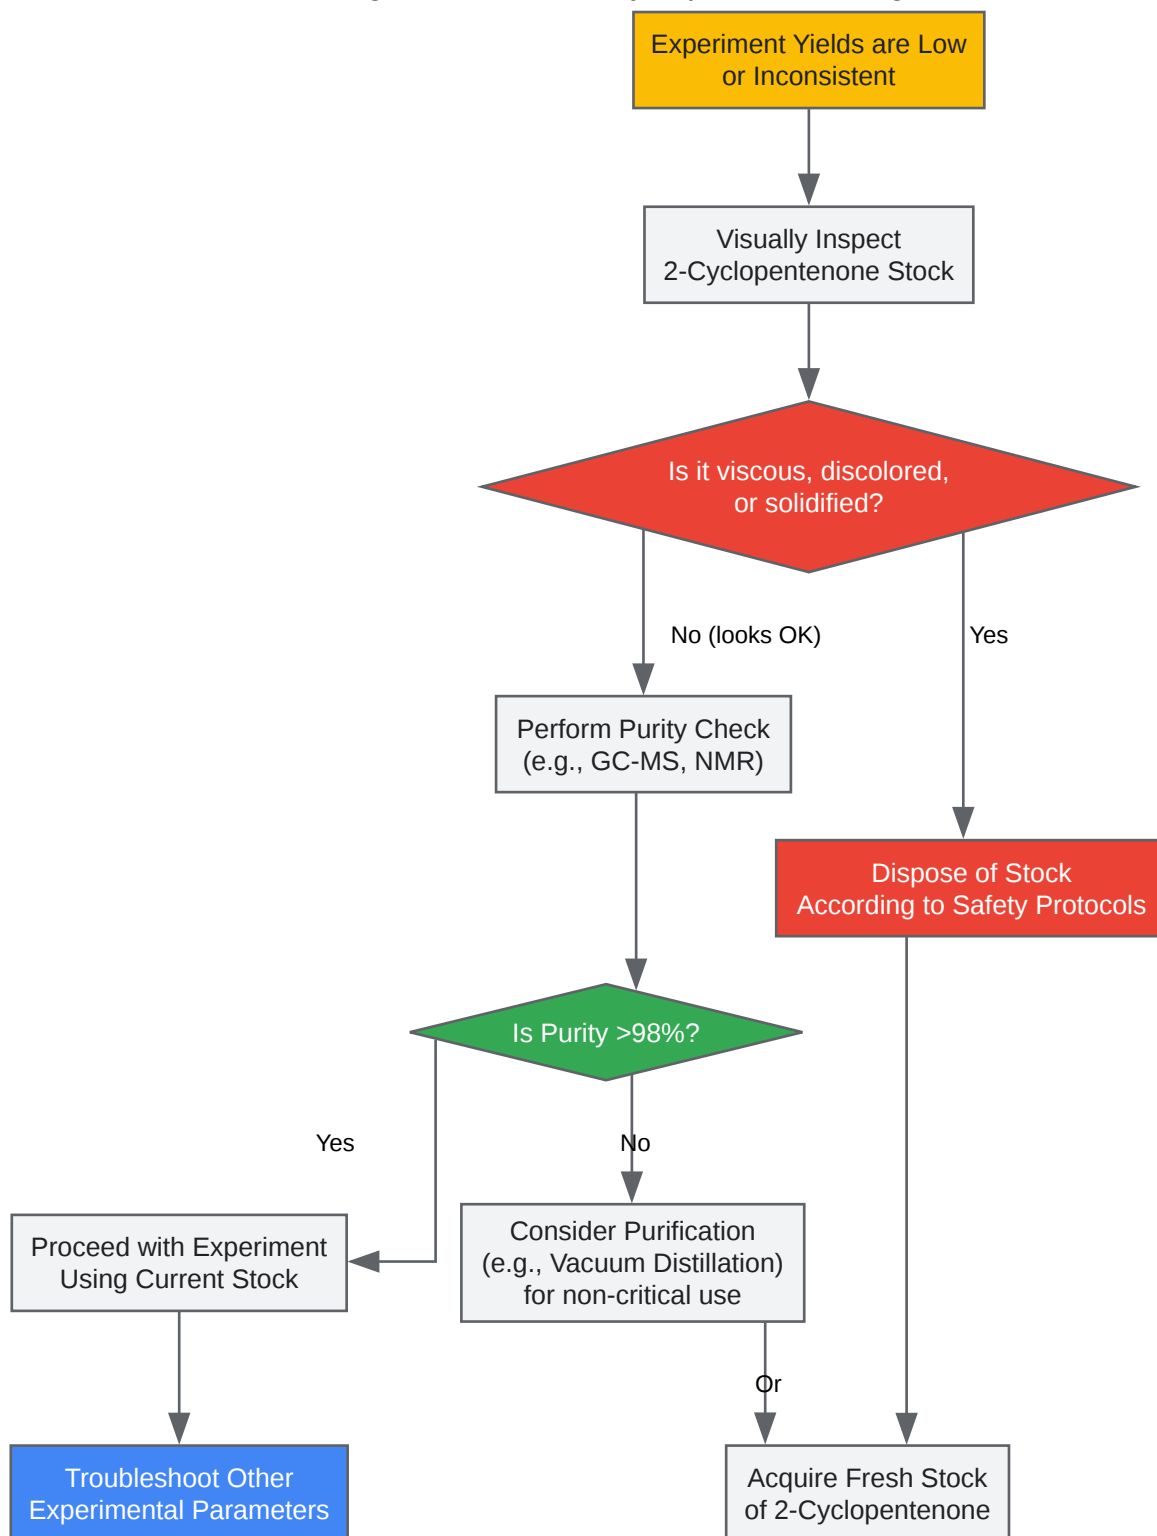 Experiment Yields are Low
or Inconsistent
Visually Inspect
2-Cyclopentenone Stock
Is it viscous, discolored,
or solidified?
No (looks OK)
Yes
Perform Purity Check
(e.g., GC-MS, NMR)
Dispose of Stock
According to Safety Protocols
Is Purity >98%?
Yes
No
Proceed with Experiment
Using Current Stock
Consider Purification
(e.g., Vacuum Distillation)
for non-critical use
Or
Troubleshoot Other
Experimental Parameters
Acquire Fresh Stock
of 2-Cyclopentenone